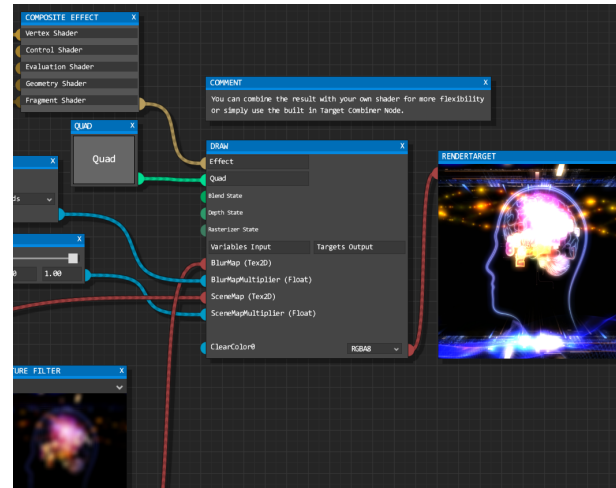 COMPOSITE EFFECT X
Vertex Shader
Control Shader
Evaluation Shader
Geometry Shader
Fragment Shader
COMMENT X
You can combine the result with your own shader for more flexibility
or simply use the built in Target Combiner Node.
QUAD X
Quad
DRAW X
Effect
Quad
Blend State
Depth State
Rasterizer State
Variables Input Targets Output
BlurMap (Tex2D)
BlurMapMultiplier (Float)
SceneMap (Tex2D)
SceneMapMultiplier (Float)
ClearColor0 RGBA8
RENDERTARGET
X
ds
X
0 1.00
TURE FILTER X